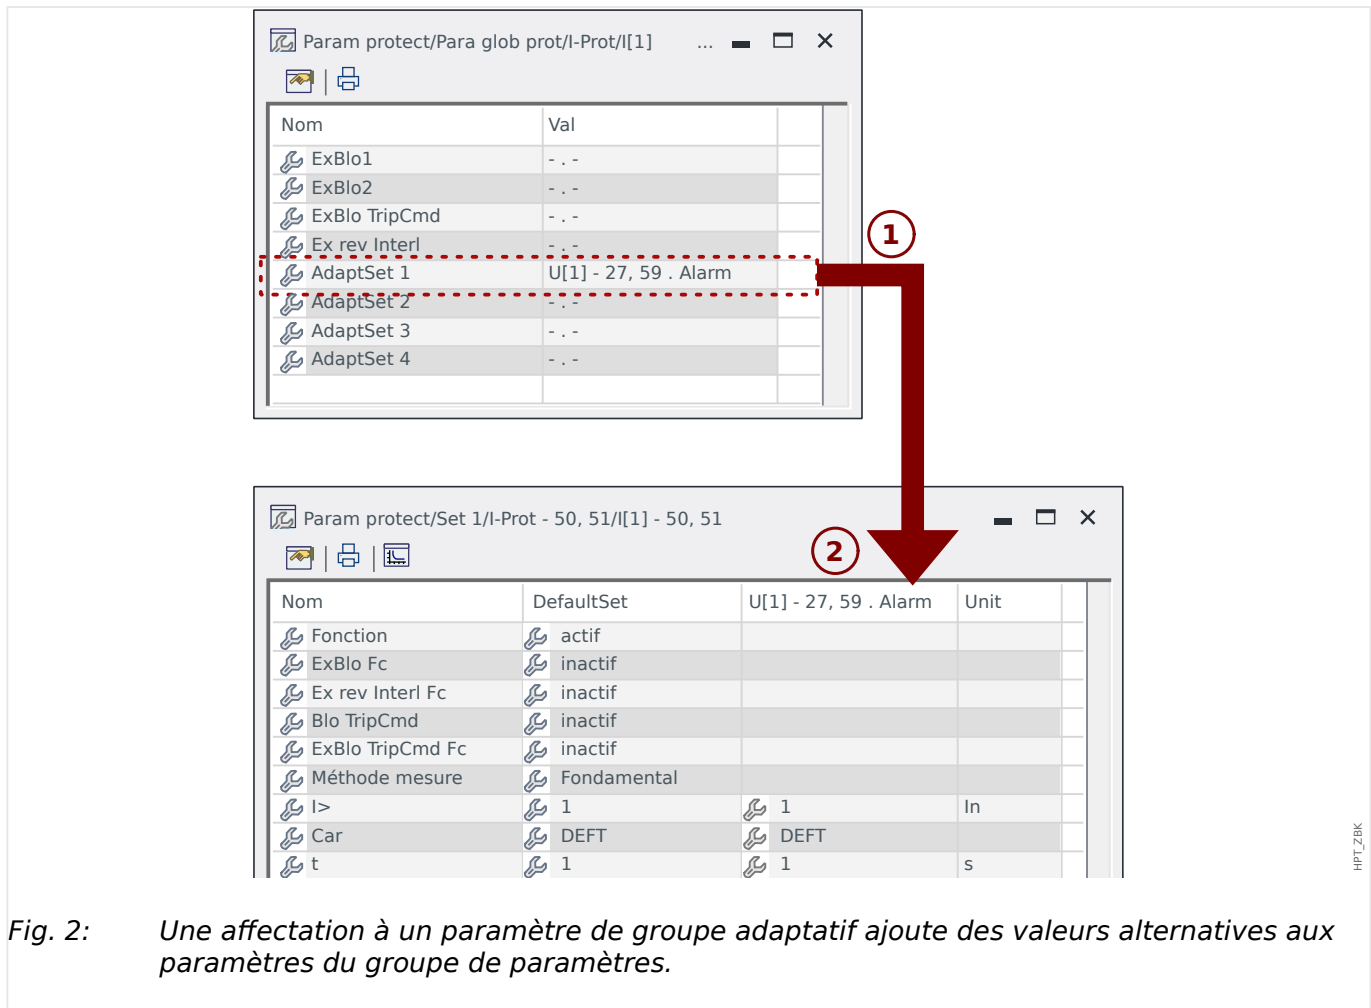 Param protect/Para glob prot/I-Prot/I[1] ...
Nom Val
ExBlo1 - . -
ExBlo2 - . -
ExBlo TripCmd - . -
Ex rev Interl - . -
AdaptSet 1 U[1] - 27, 59 . Alarm
AdaptSet 2 - . -
AdaptSet 3 - . -
AdaptSet 4 - . -
1
Param protect/Set 1/I-Prot - 50, 51/I[1] - 50, 51
2
Nom DefaultSet U[1] - 27, 59 . Alarm Unit
Fonction actif
ExBlo Fc inactif
Ex rev Interl Fc inactif
Blo TripCmd inactif
ExBlo TripCmd Fc inactif
Méthode mesure Fondamental
I> 1 1 In
Car DEFT DEFT
t 1 1 s
HPT_ZBK
Fig. 2: Une affectation à un paramètre de groupe adaptatif ajoute des valeurs alternatives aux
paramètres du groupe de paramètres.